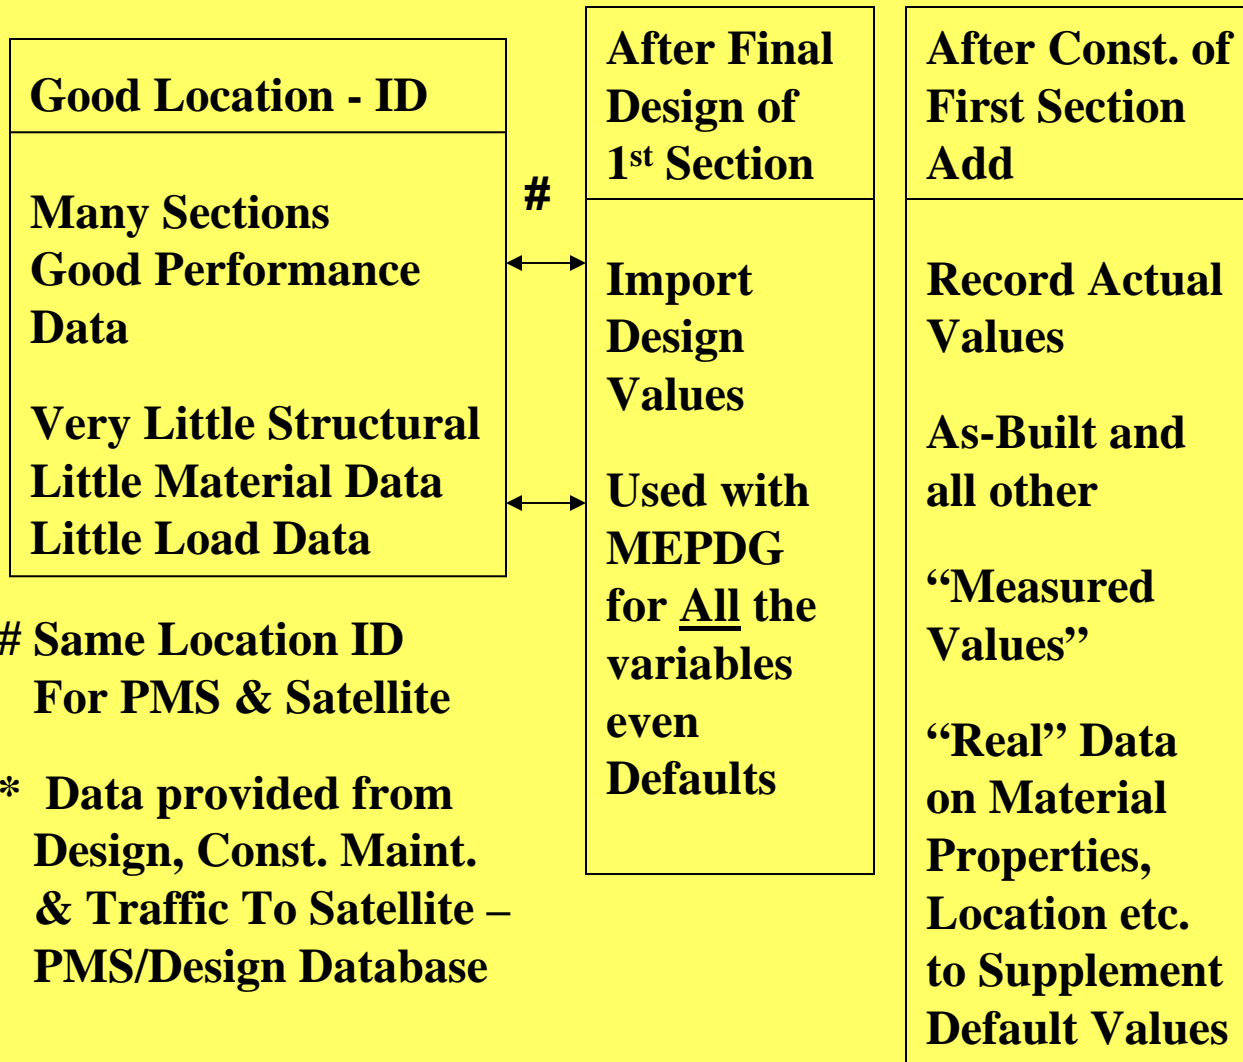 Good Location - ID
Many Sections
Good Performance
Data
Very Little Structural
Little Material Data
Little Load Data
# Same Location ID
For PMS & Satellite
* Data provided from
Design, Const. Maint.
& Traffic To Satellite –
PMS/Design Database
#
After Final
Design of
1st Section
Import
Design
Values
Used with
MEPDG
for All the
variables
even
Defaults
After Const. of
First Section
Add
Record Actual
Values
As-Built and
all other
“Measured
Values”
“Real” Data
on Material
Properties,
Location etc.
to Supplement
Default Values